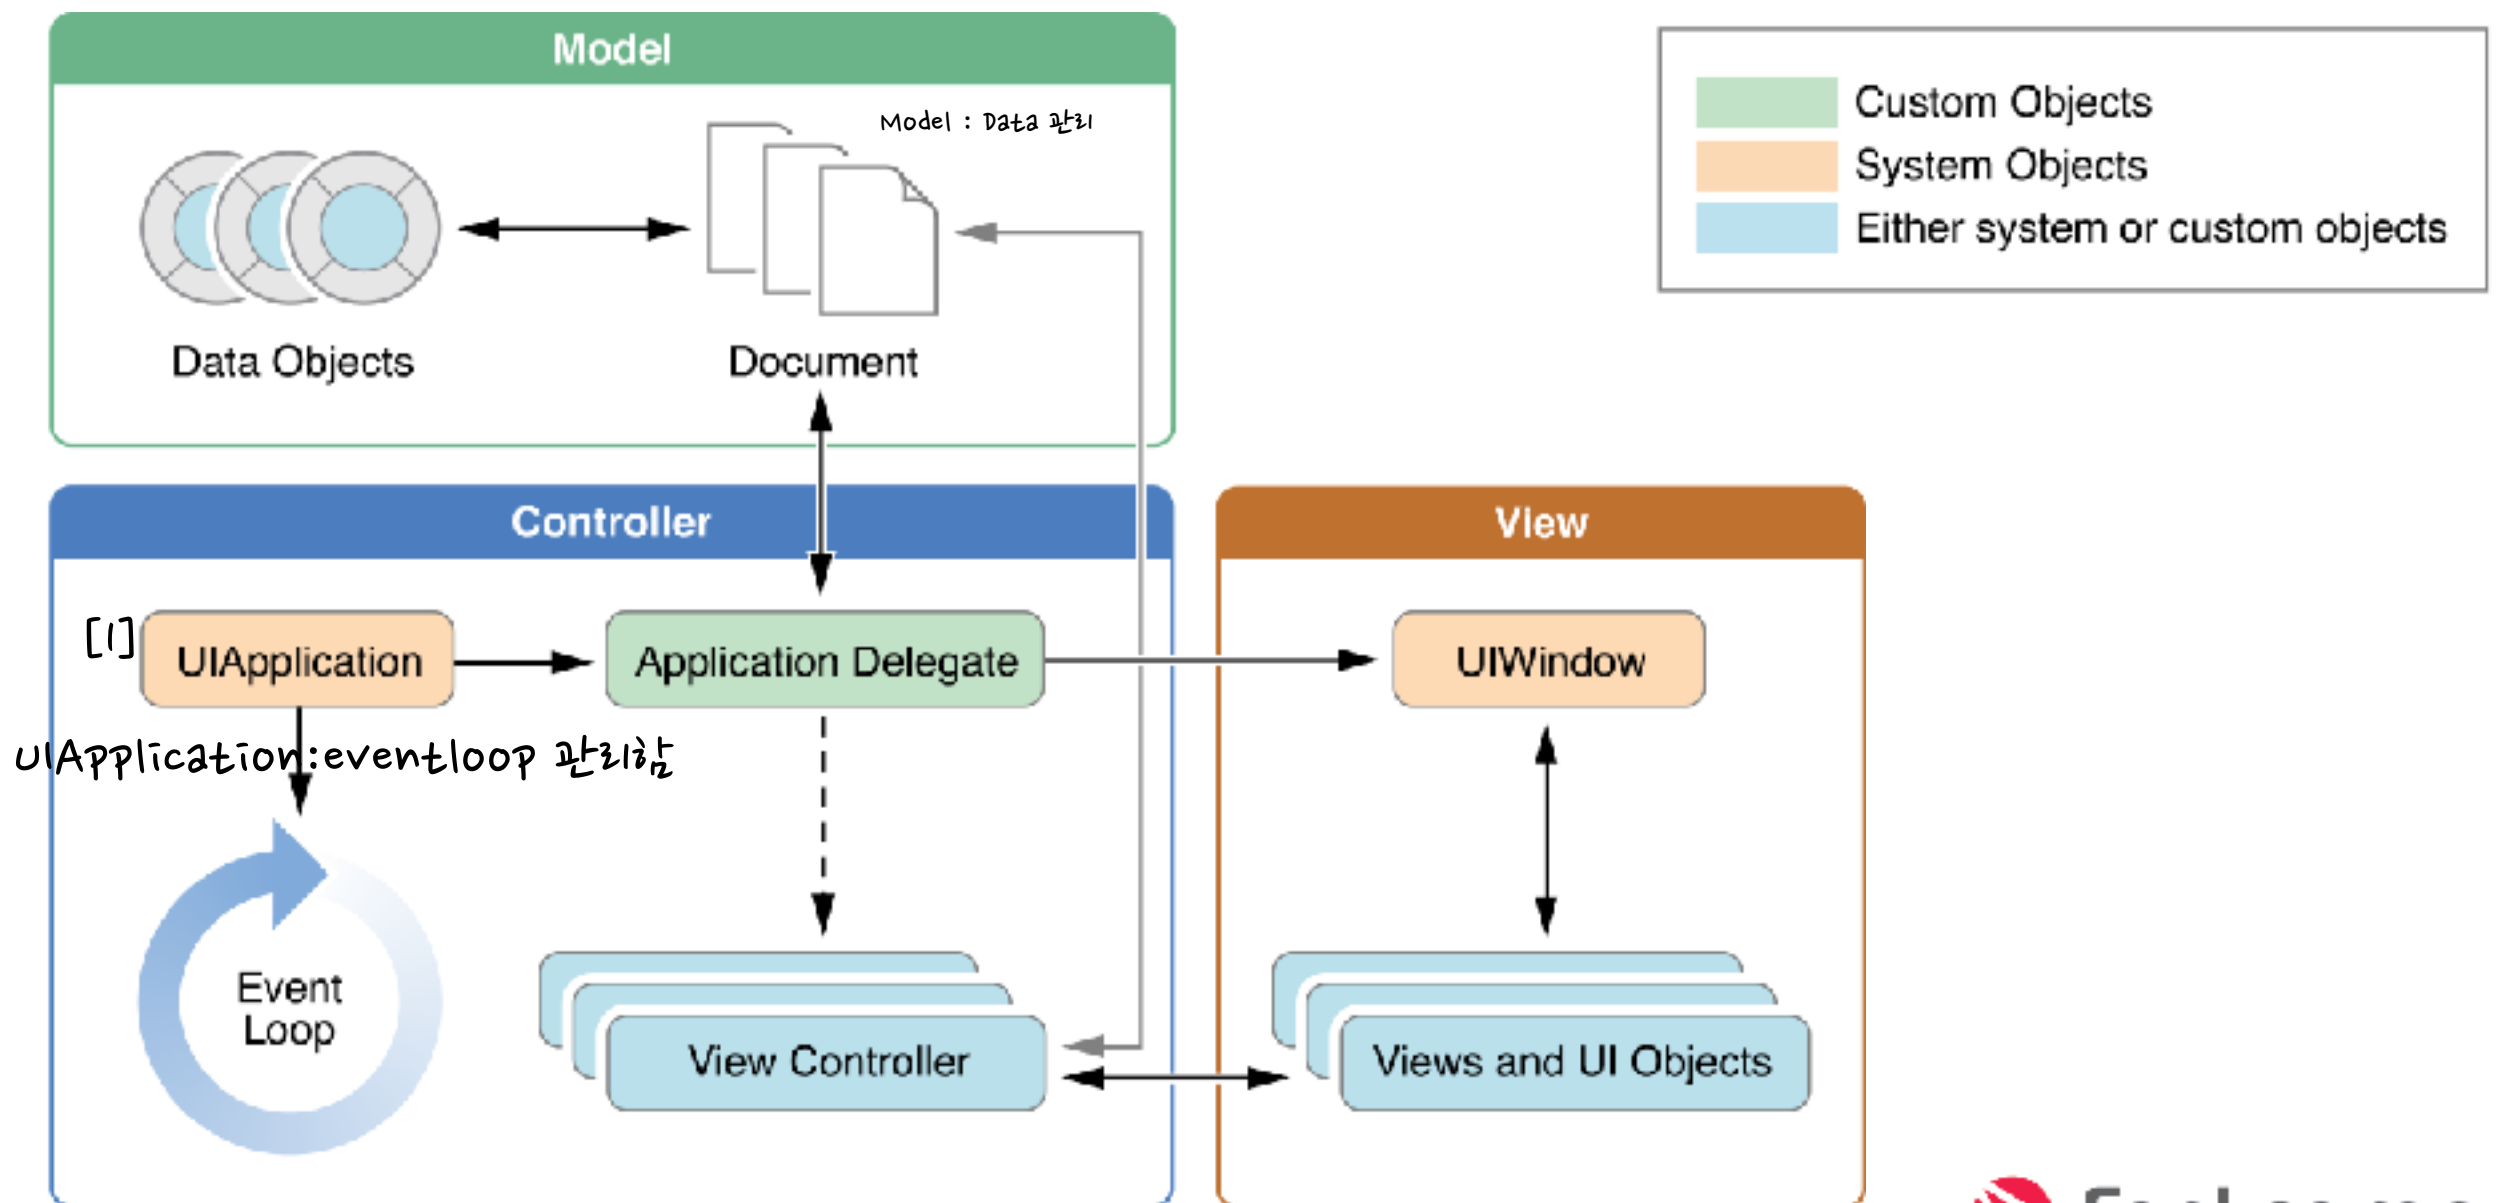 Model
Model : Data 관리
Custom Objects
System Objects
Either system or custom objects
Data Objects
Document
Controller
View
[1]
UIApplication
Application Delegate
UIWindow
UIApplication:eventloop 관리함
Event
Loop
View Controller
Views and UI Objects